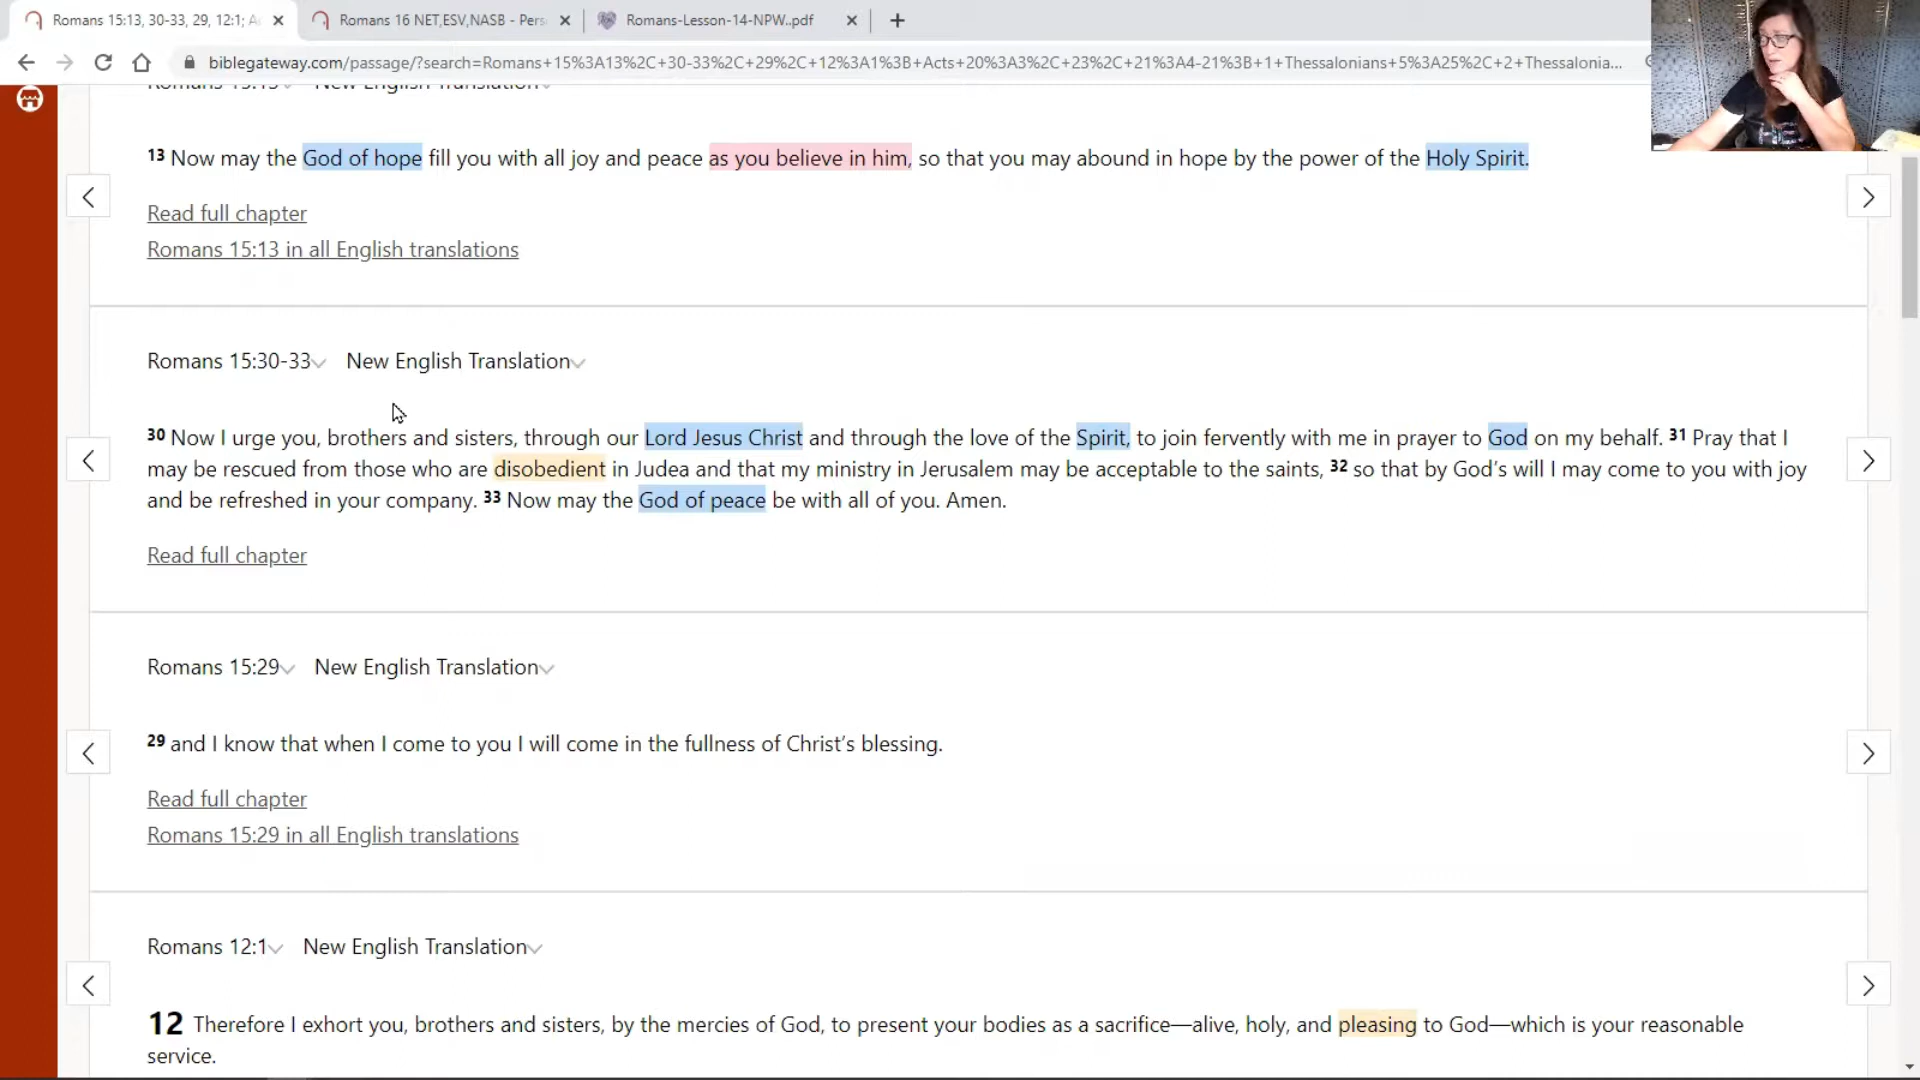 Romans 15:13, 30-33, 29, 12:1; Ac
Romans 16 NET,ESV,NASB - Pers
Romans-Lesson-14-NPW..pdf
biblegateway.com/passage/?search=Romans+15%3A13%2C+30-33%2C+29%2C+12%3A1%3B+Acts+20%3A3%2C+23%2C+21%3A4-21%3B+1+Thessalonians+5%3A25%2C+2+Thessalonia...
Romans 15:13 New English Translation
13 Now may the God of hope fill you with all joy and peace as you believe in him, so that you may abound in hope by the power of the Holy Spirit.
Read full chapter
Romans 15:13 in all English translations
Romans 15:30-33 New English Translation
30 Now I urge you, brothers and sisters, through our Lord Jesus Christ and through the love of the Spirit, to join fervently with me in prayer to God on my behalf. 31 Pray that I
may be rescued from those who are disobedient in Judea and that my ministry in Jerusalem may be acceptable to the saints, 32 so that by God’s will I may come to you with joy
and be refreshed in your company. 33 Now may the God of peace be with all of you. Amen.
Read full chapter
Romans 15:29 New English Translation
29 and I know that when I come to you I will come in the fullness of Christ’s blessing.
Read full chapter
Romans 15:29 in all English translations
Romans 12:1 New English Translation
12 Therefore I exhort you, brothers and sisters, by the mercies of God, to present your bodies as a sacrifice—alive, holy, and pleasing to God—which is your reasonable
service.